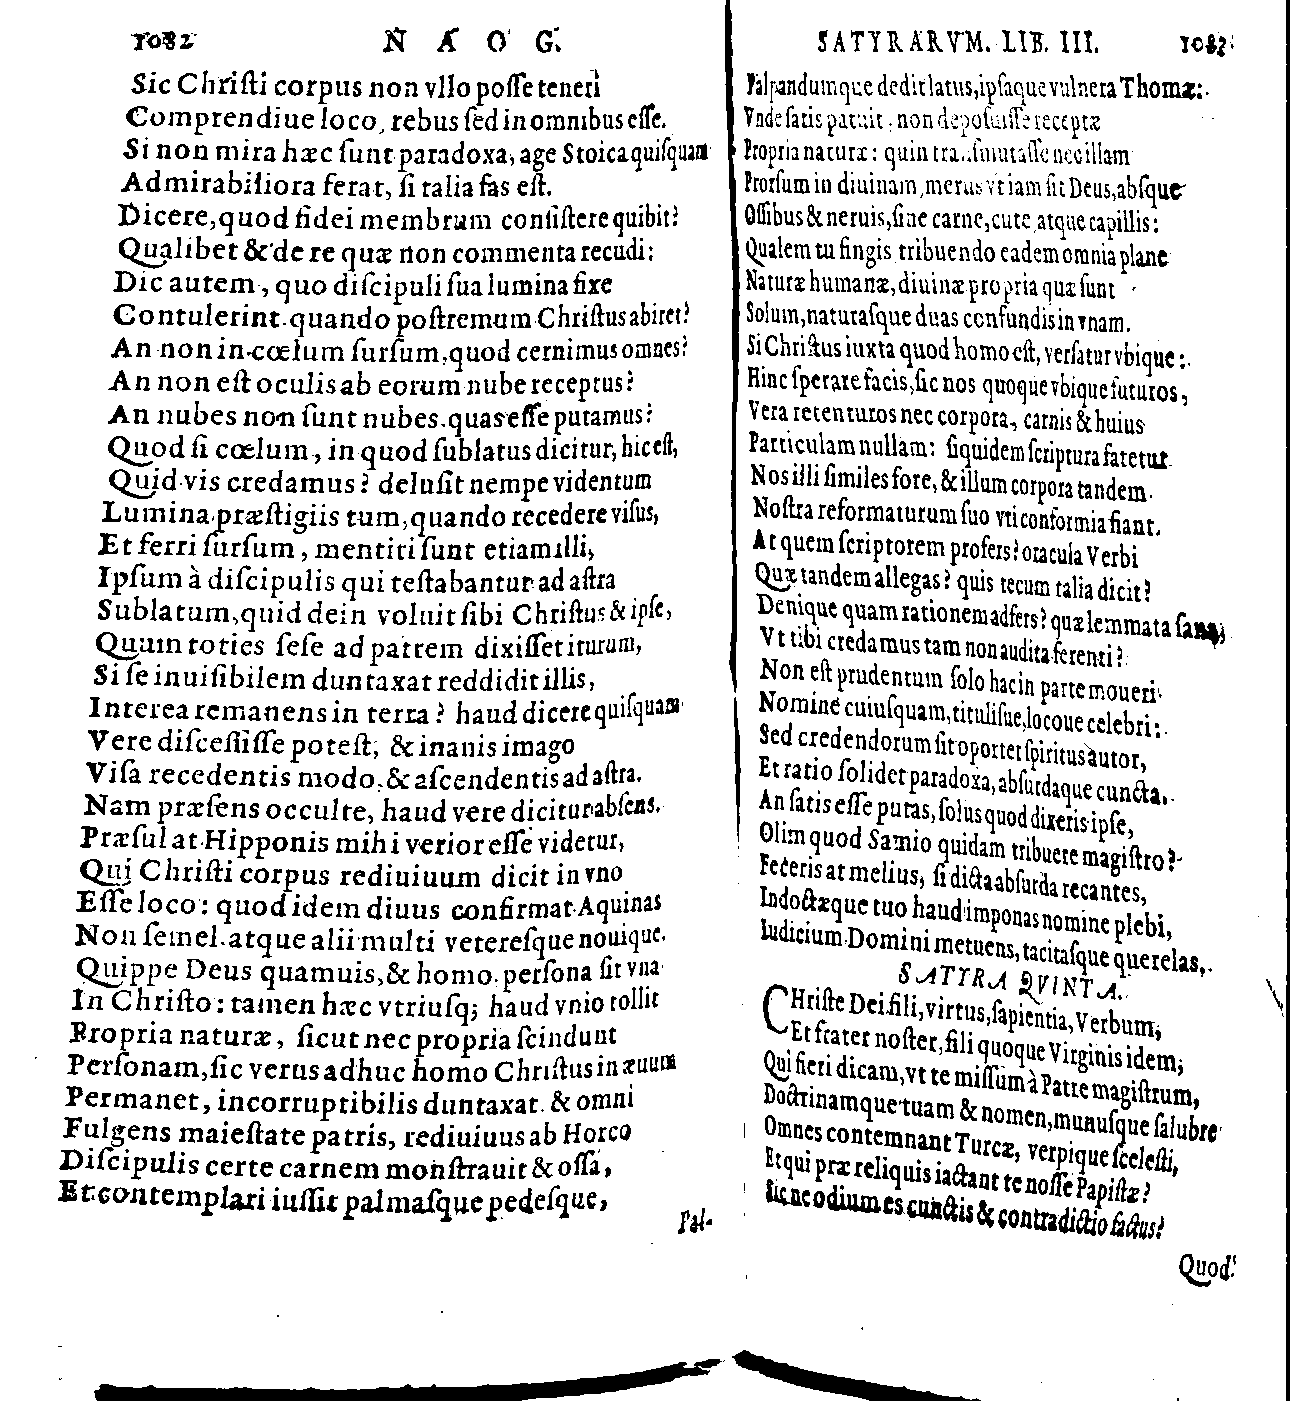 1082 N A O G.
Sic Christi corpus non vllo posse teneri
Comprendiue loco, rebus sed in omnibus esse.
Si non mira hæc sunt paradoxa, age Stoica quisquam
Admirabiliora ferat, si talia fas est.
Dicere, quod fidei membrum consistere quibit?
Qualibet & de re quæ non commenta recudi:
Dic autem, quo discipuli sua lumina fixe
Contulerint quando postremum Christus abiret?
An non in cœlum sursum, quod cernimus omnes?
An non est oculis ab eorum nube receptus?
An nubes non sunt nubes, quas esse putamus?
Quod si cœlum, in quod sublatus dicitur, hic est,
Quid vis credamus? delusit nempe videntum
Lumina præstigiis tum, quando recedere visus,
Et ferri sursum, mentiti sunt etiam illi,
Ipsum à discipulis qui testabantur ad astra
Sublatum, quid dein voluit sibi Christus & ipse,
Quum toties sese ad patrem dixisset iturum,
Si se inuisibilem duntaxat reddidit illis,
Interea remanens in terra? haud dicere quisquam
Vere discessisse potest, & inanis imago
Visa recedentis modo, & ascendentis ad astra.
Nam præsens occulte, haud vere dicitur absens.
Præsul at Hipponis mihi verior esse videtur,
Qui Christi corpus rediuiuum dicit in vno
Esse loco: quod idem diuus confirmat Aquinas
Non semel, atque alii multi veteresque nouique.
Quippe Deus quamuis, & homo persona sit vna
In Christo: tamen hæc vtriusq; haud vnio tollit
Propria naturæ, sicut nec propria scindunt
Personam, sic verus adhuc homo Christus in æuum
Permanet, incorruptibilis duntaxat & omni
Fulgens maiestate patris, rediuiuus ab Horco
Discipulis certe carnem monstrauit & ossa,
Et contemplari iussit palmasque pedesque,
Pal-
SATYRARVM. LIB. III. 1083
Palpandumque dedit latus, ipsaque vulnera Thomæ:
Vnde satis patuit non deposuisse receptæ
Propria naturæ: quin transmutasse nec illam
Prorsum in diuinam, merus vt iam sit Deus, absque
Ossibus & neruis, sine carne, cute atque capillis:
Qualem tu fingis tribuendo eadem omnia plane
Naturæ humanæ, diuinæ propria quæ sunt
Solum, naturasque duas confundis in vnam.
Si Christus iuxta quod homo est, versatur vbique:
Hinc sperare facis, sic nos quoque vbique futuros,
Vera retenturos nec corpora, carnis & huius
Particulam nullam: siquidem scriptura fatetur
Nos illi similes fore, & illum corpora tandem
Nostra reformaturum suo vti conformia fiant.
At quem scriptorem profers? oracula Verbi
Quæ tandem allegas? quis tecum talia dicit?
Denique quam rationem adfers? quæ lemmata sana,
Vt tibi credamus tam non audita ferenti?
Non est prudentum solo hac in parte moueri
Nomine cuiusquam, titulisue, locoue celebri:
Sed credendorum sit oportet spiritus autor,
Et ratio solidet paradoxa, absurdaque cuncta.
An satis esse putas, solus quod dixeris ipse,
Olim quod Samio quidam tribuere magistro?
Feceris at melius, si dicta absurda recantes,
Indoctæque tuo haud imponas nomine plebi,
Iudicium Domini metuens, tacitasque querelas.
SATYRA QVINTA.
CHriste Dei fili, virtus, sapientia, Verbum,
Et frater noster, fili quoque Virginis idem;
Qui fieri dicam, vt te missum à Patre magistrum,
Doctrinamque tuam & nomen, munusque salubre
Omnes contemnant Turcæ, verpique scelesti,
Et qui præ reliquis iactant te nosse Papistæ?
Sicne odium es cunctis & contradictio factus?
Quod